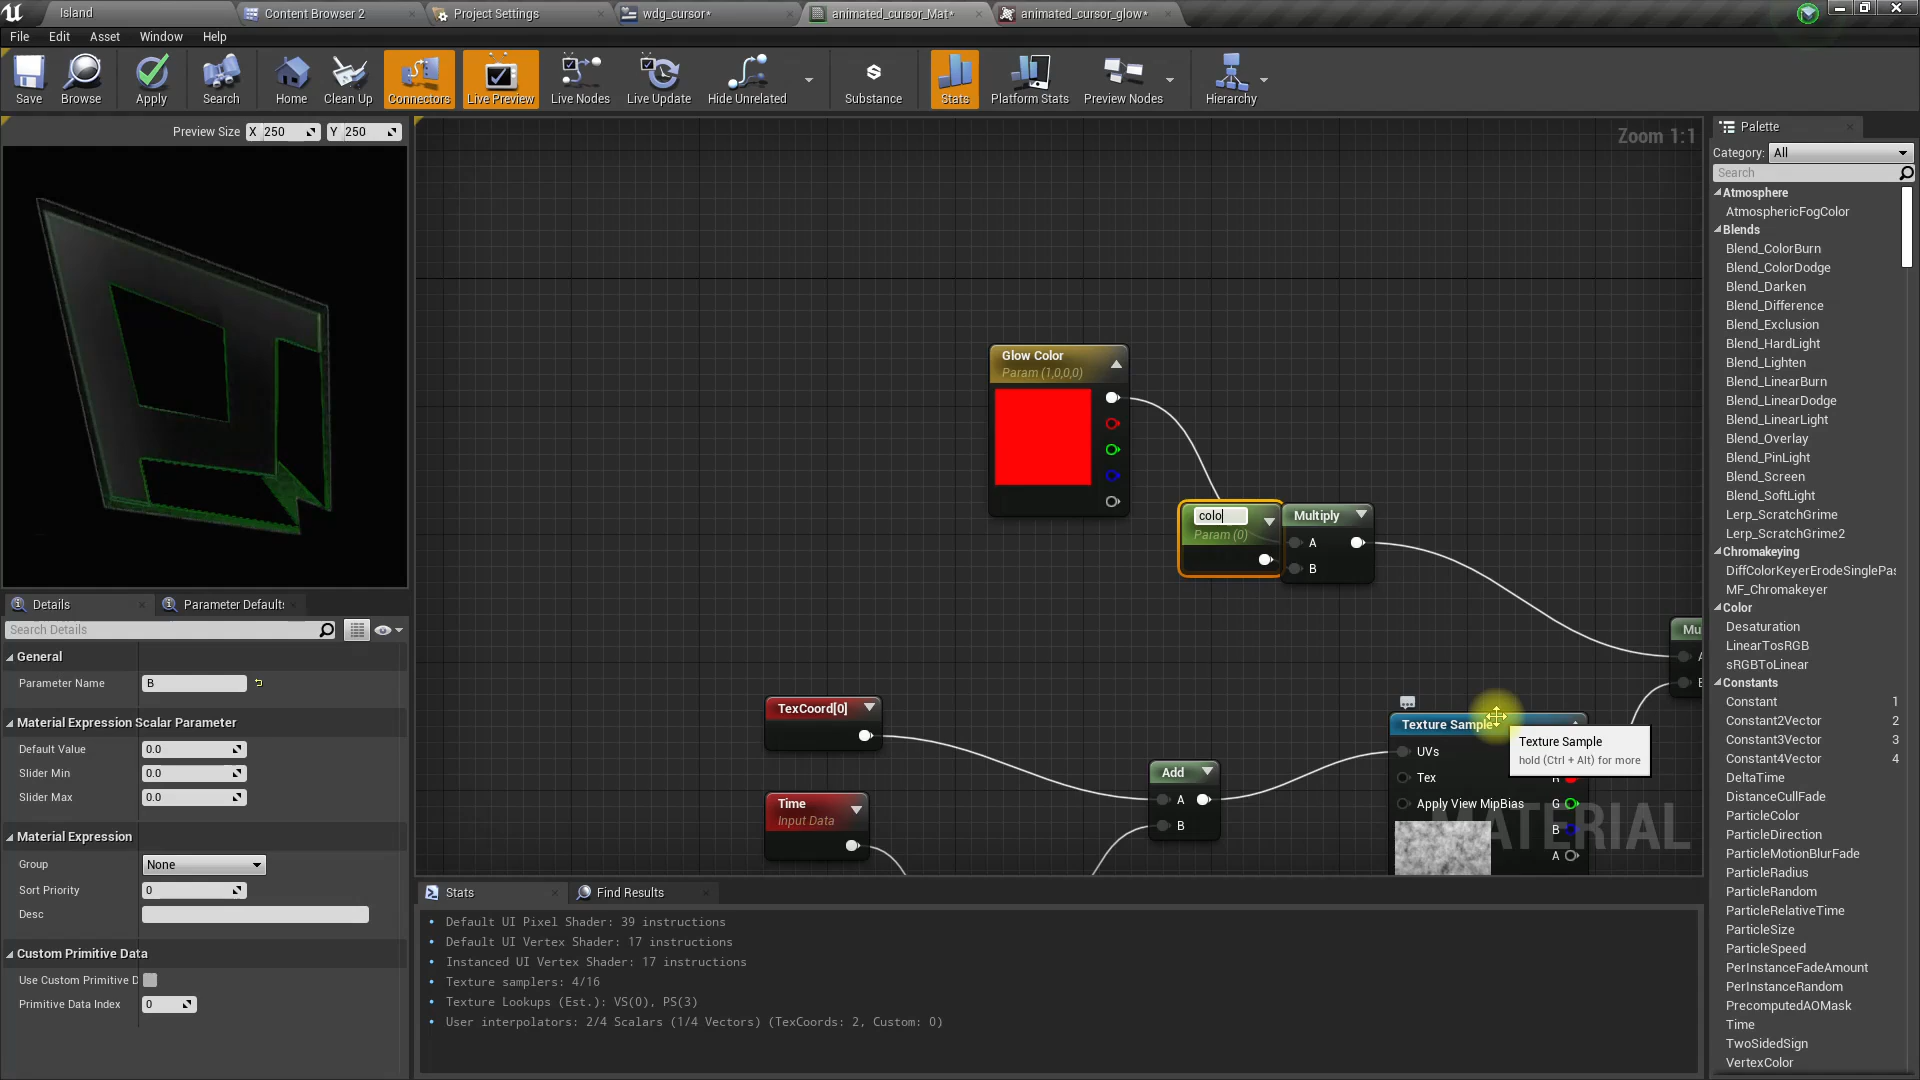 Island
Content Browser 2
Project Settings
wdg_cursor*
animated_cursor_Mat*
animated_cursor_glow*
File
Edit
Asset
Window
Help
Save
Browse
Apply
Search
Home
Clean Up
Connectors
Live Preview
Live Nodes
Live Update
Hide Unrelated
Substance
Stats
Platform Stats
Preview Nodes
Hierarchy
Preview Size X 250 Y 250
Zoom 1:1
Glow Color
Param (1,0,0,0)
colo
Param (0)
Multiply
A
B
TexCoord[0]
Time
Input Data
Add
A
B
Mu
A
Texture Sample
UVs
Tex
Apply View MipBias
R
G
B
A
Texture Sample
hold (Ctrl + Alt) for more
MATERIAL
Details
Parameter Default
Search Details
General
Parameter Name B
Material Expression Scalar Parameter
Default Value 0.0
Slider Min 0.0
Slider Max 0.0
Material Expression
Group None
Sort Priority 0
Desc
Custom Primitive Data
Use Custom Primitive D
Primitive Data Index 0
Stats
Find Results
• Default UI Pixel Shader: 39 instructions
• Default UI Vertex Shader: 17 instructions
• Instanced UI Vertex Shader: 17 instructions
• Texture samplers: 4/16
• Texture Lookups (Est.): VS(0), PS(3)
• User interpolators: 2/4 Scalars (1/4 Vectors) (TexCoords: 2, Custom: 0)
Palette
Category: All
Search
Atmosphere
AtmosphericFogColor
Blends
Blend_ColorBurn
Blend_ColorDodge
Blend_Darken
Blend_Difference
Blend_Exclusion
Blend_HardLight
Blend_Lighten
Blend_LinearBurn
Blend_LinearDodge
Blend_LinearLight
Blend_Overlay
Blend_PinLight
Blend_Screen
Blend_SoftLight
Lerp_ScratchGrime
Lerp_ScratchGrime2
Chromakeying
DiffColorKeyerErodeSinglePas
MF_Chromakeyer
Color
Desaturation
LinearTosRGB
sRGBToLinear
Constants
Constant 1
Constant2Vector 2
Constant3Vector 3
Constant4Vector 4
DeltaTime
DistanceCullFade
ParticleColor
ParticleDirection
ParticleMotionBlurFade
ParticleRadius
ParticleRandom
ParticleRelativeTime
ParticleSize
ParticleSpeed
PerInstanceFadeAmount
PerInstanceRandom
PrecomputedAOMask
Time
TwoSidedSign
VertexColor